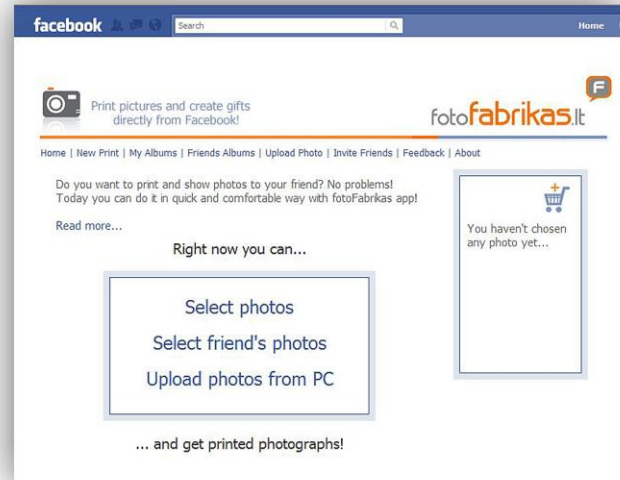 facebook Search Home
Print pictures and create gifts
directly from Facebook!
fotofabrikas.lt
F
Home | New Print | My Albums | Friends Albums | Upload Photo | Invite Friends | Feedback | About
Do you want to print and show photos to your friend? No problems!
Today you can do it in quick and comfortable way with fotoFabrikas app!
Read more...
Right now you can...
Select photos
Select friend's photos
Upload photos from PC
... and get printed photographs!
You haven't chosen
any photo yet...